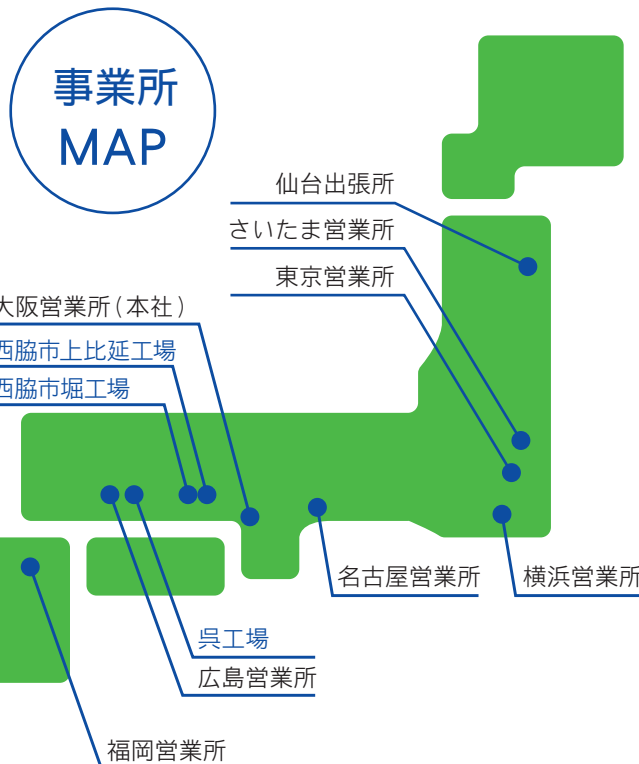 事業所
MAP
仙台出張所
さいたま営業所
東京営業所
大阪営業所(本社)
西脇市上比延工場
西脇市堀工場
名古屋営業所
横浜営業所
呉工場
広島営業所
福岡営業所